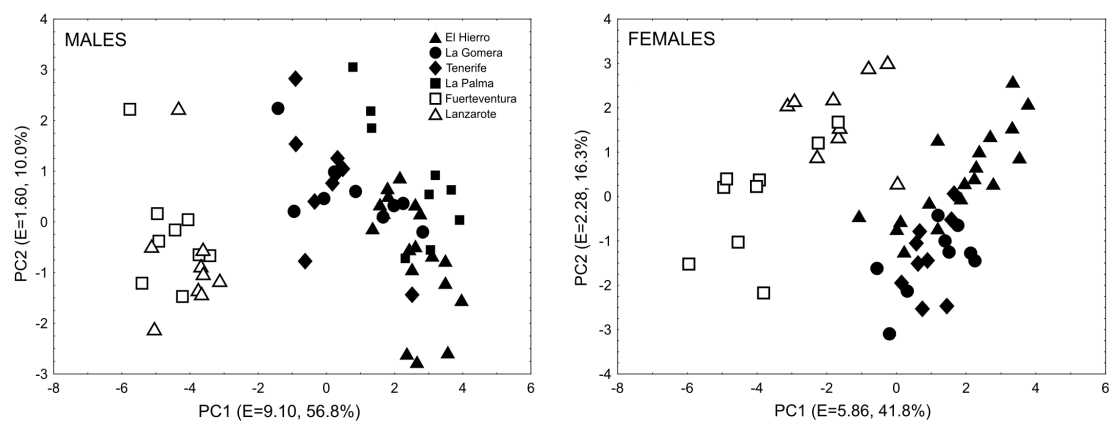 MALES
El Hierro
La Gomera
Tenerife
La Palma
Fuerteventura
Lanzarote
4
3
2
1
0
-1
-2
-3
PC2 (E=1.60, 10.0%)
-8 -6 -4 -2 0 2 4 6
PC1 (E=9.10, 56.8%)
FEMALES
4
3
2
1
0
-1
-2
-3
-4
PC2 (E=2.28, 16.3%)
-8 -6 -4 -2 0 2 4 6
PC1 (E=5.86, 41.8%)